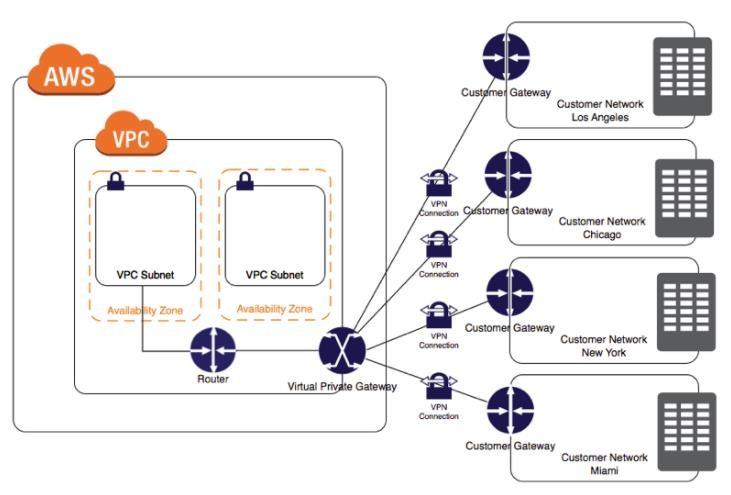 AWS
VPC
VPC Subnet
Availability Zone
VPC Subnet
Availability Zone
Router
Virtual Private Gateway
VPN
Connection
VPN
Connection
VPN
Connection
VPN
Connection
Customer Gateway
Customer Network
Los Angeles
Customer Gateway
Customer Network
Chicago
Customer Gateway
Customer Network
New York
Customer Gateway
Customer Network
Miami